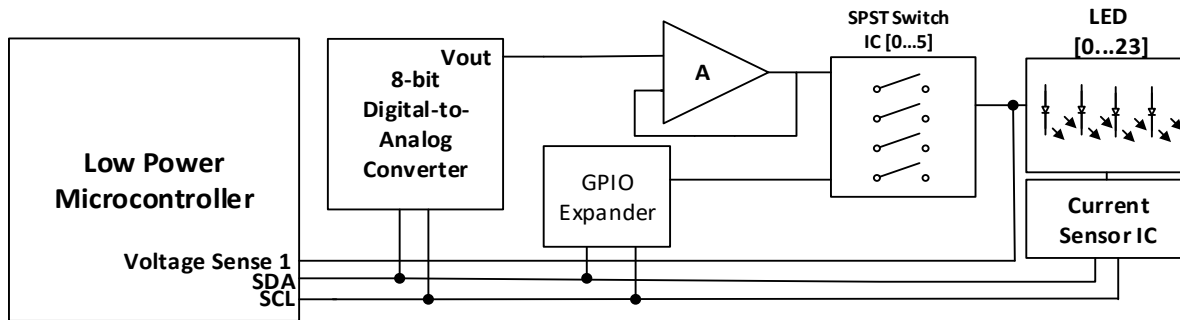 Low Power
Microcontroller
Voltage Sense 1
SDA
SCL
Vout
8-bit
Digital-to-
Analog
Converter
A
GPIO
Expander
SPST Switch
IC [0...5]
LED
[0...23]
Current
Sensor IC